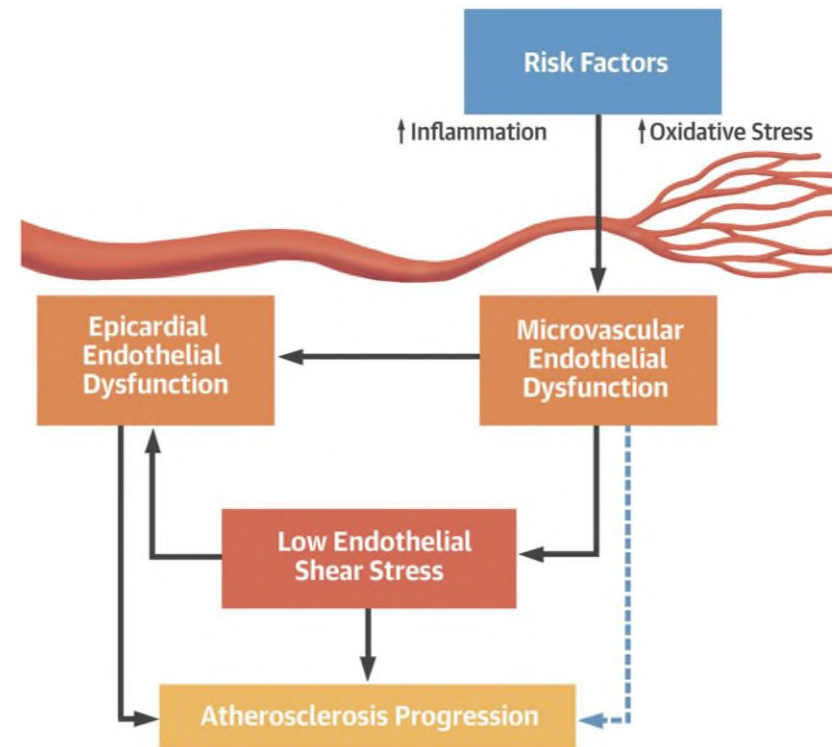 Risk Factors
↑ Inflammation
↑ Oxidative Stress
Epicardial
Endothelial
Dysfunction
Microvascular
Endothelial
Dysfunction
Low Endothelial
Shear Stress
Atherosclerosis Progression